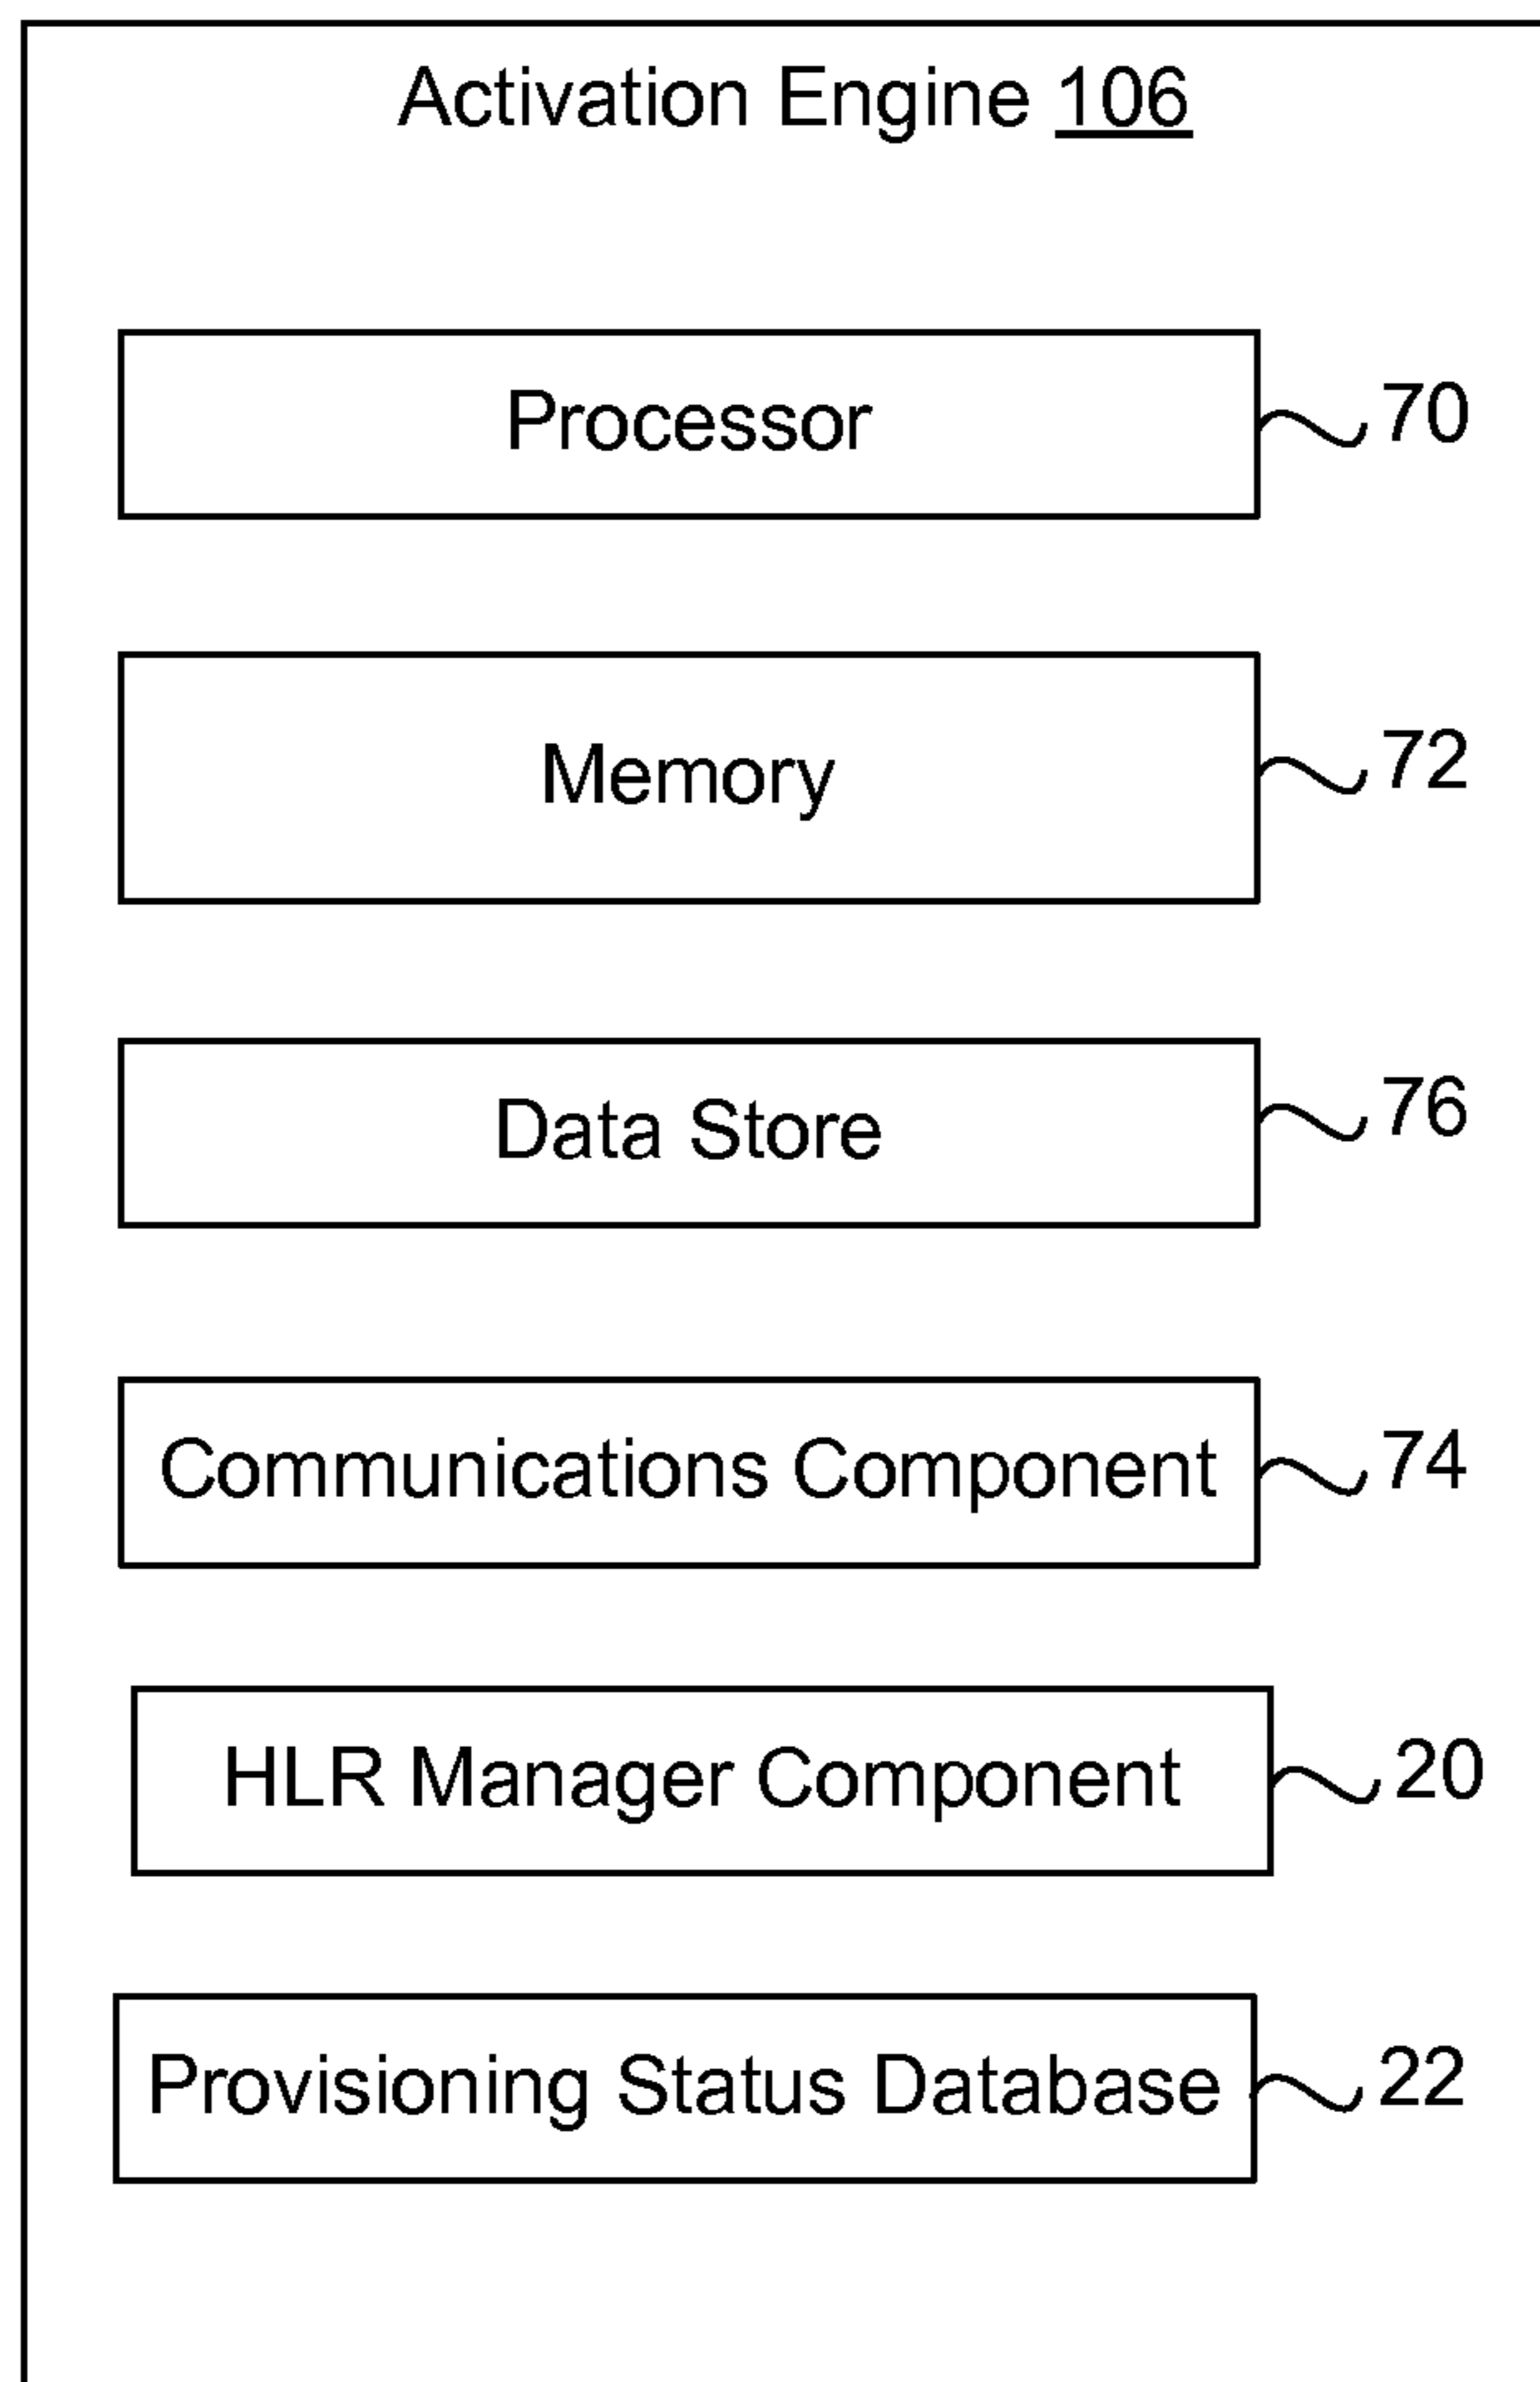 Activation Engine 106
Processor 70
Memory 72
Data Store 76
Communications Component 74
HLR Manager Component 20
Provisioning Status Database 22